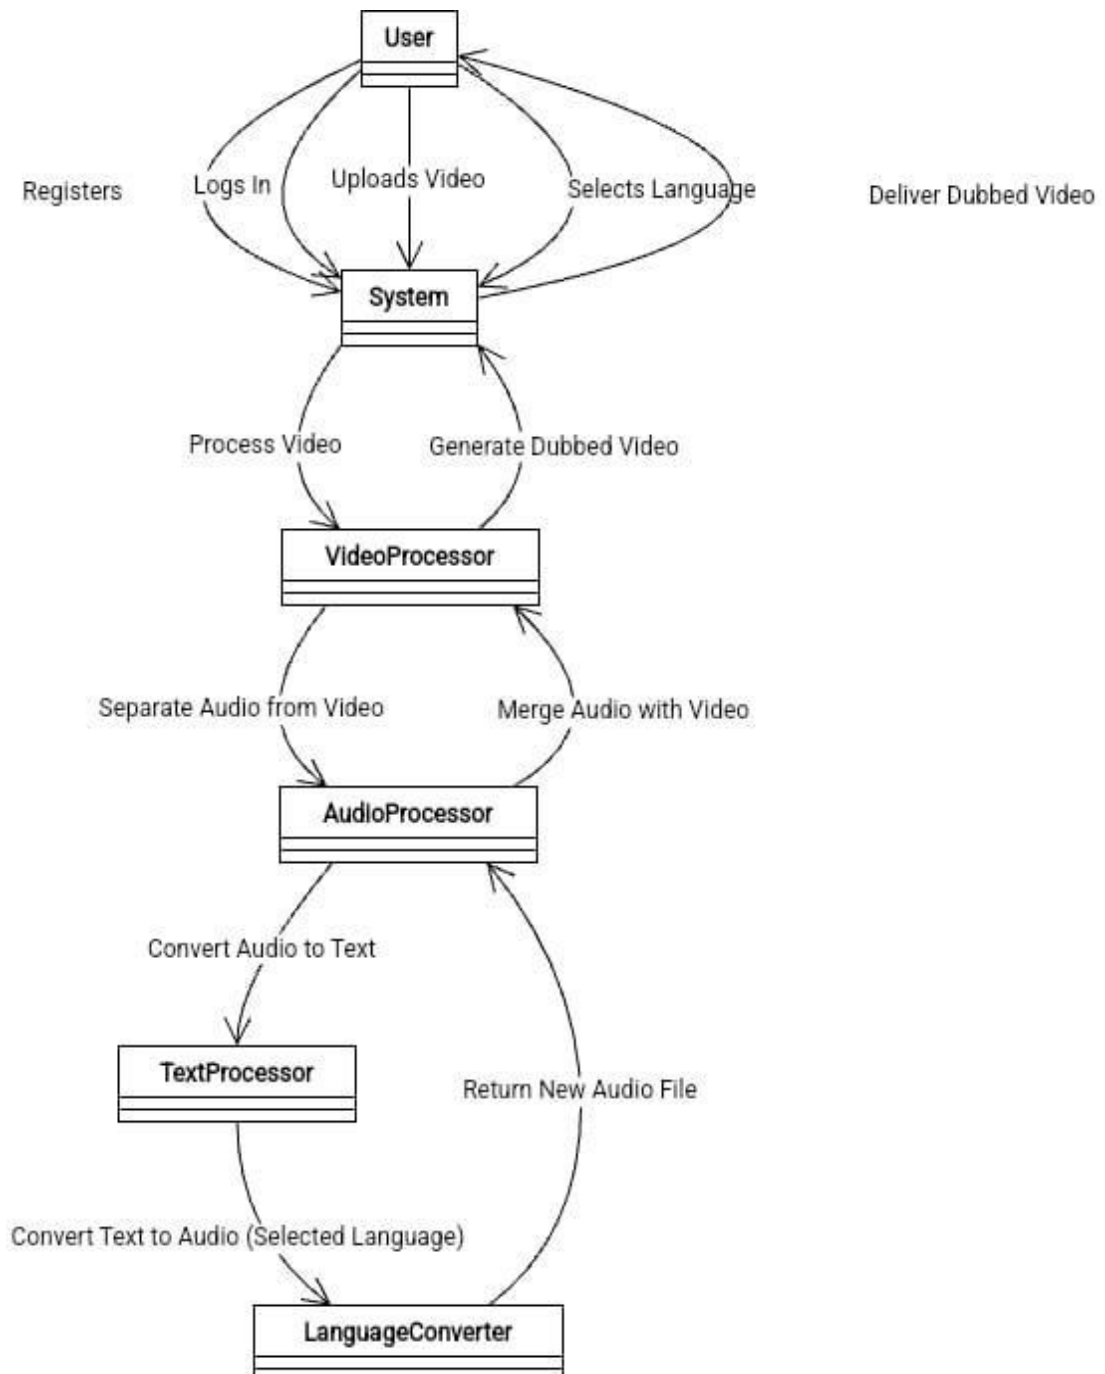 User
Registers
Logs In
Uploads Video
Selects Language
Deliver Dubbed Video
System
Process Video
Generate Dubbed Video
VideoProcessor
Separate Audio from Video
Merge Audio with Video
AudioProcessor
Convert Audio to Text
TextProcessor
Return New Audio File
Convert Text to Audio (Selected Language)
LanguageConverter